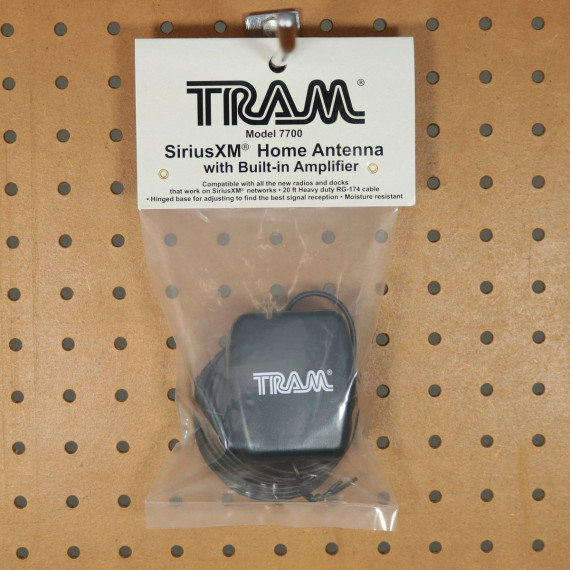 TRAM®
Model 7700
SiriusXM® Home Antenna
with Built-in Amplifier
Compatible with all the new radios and docks
that work on SiriusXM® networks • 20 ft Heavy duty RG-174 cable
• Hinged base for adjusting to find the best signal reception • Moisture resistant
TRAM®